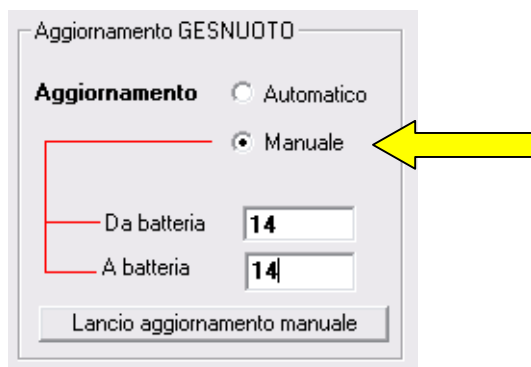 Aggiornamento GESNUOTO
Aggiornamento
Automatico
Manuale
Da batteria 14
A batteria 14
Lancio aggiornamento manuale